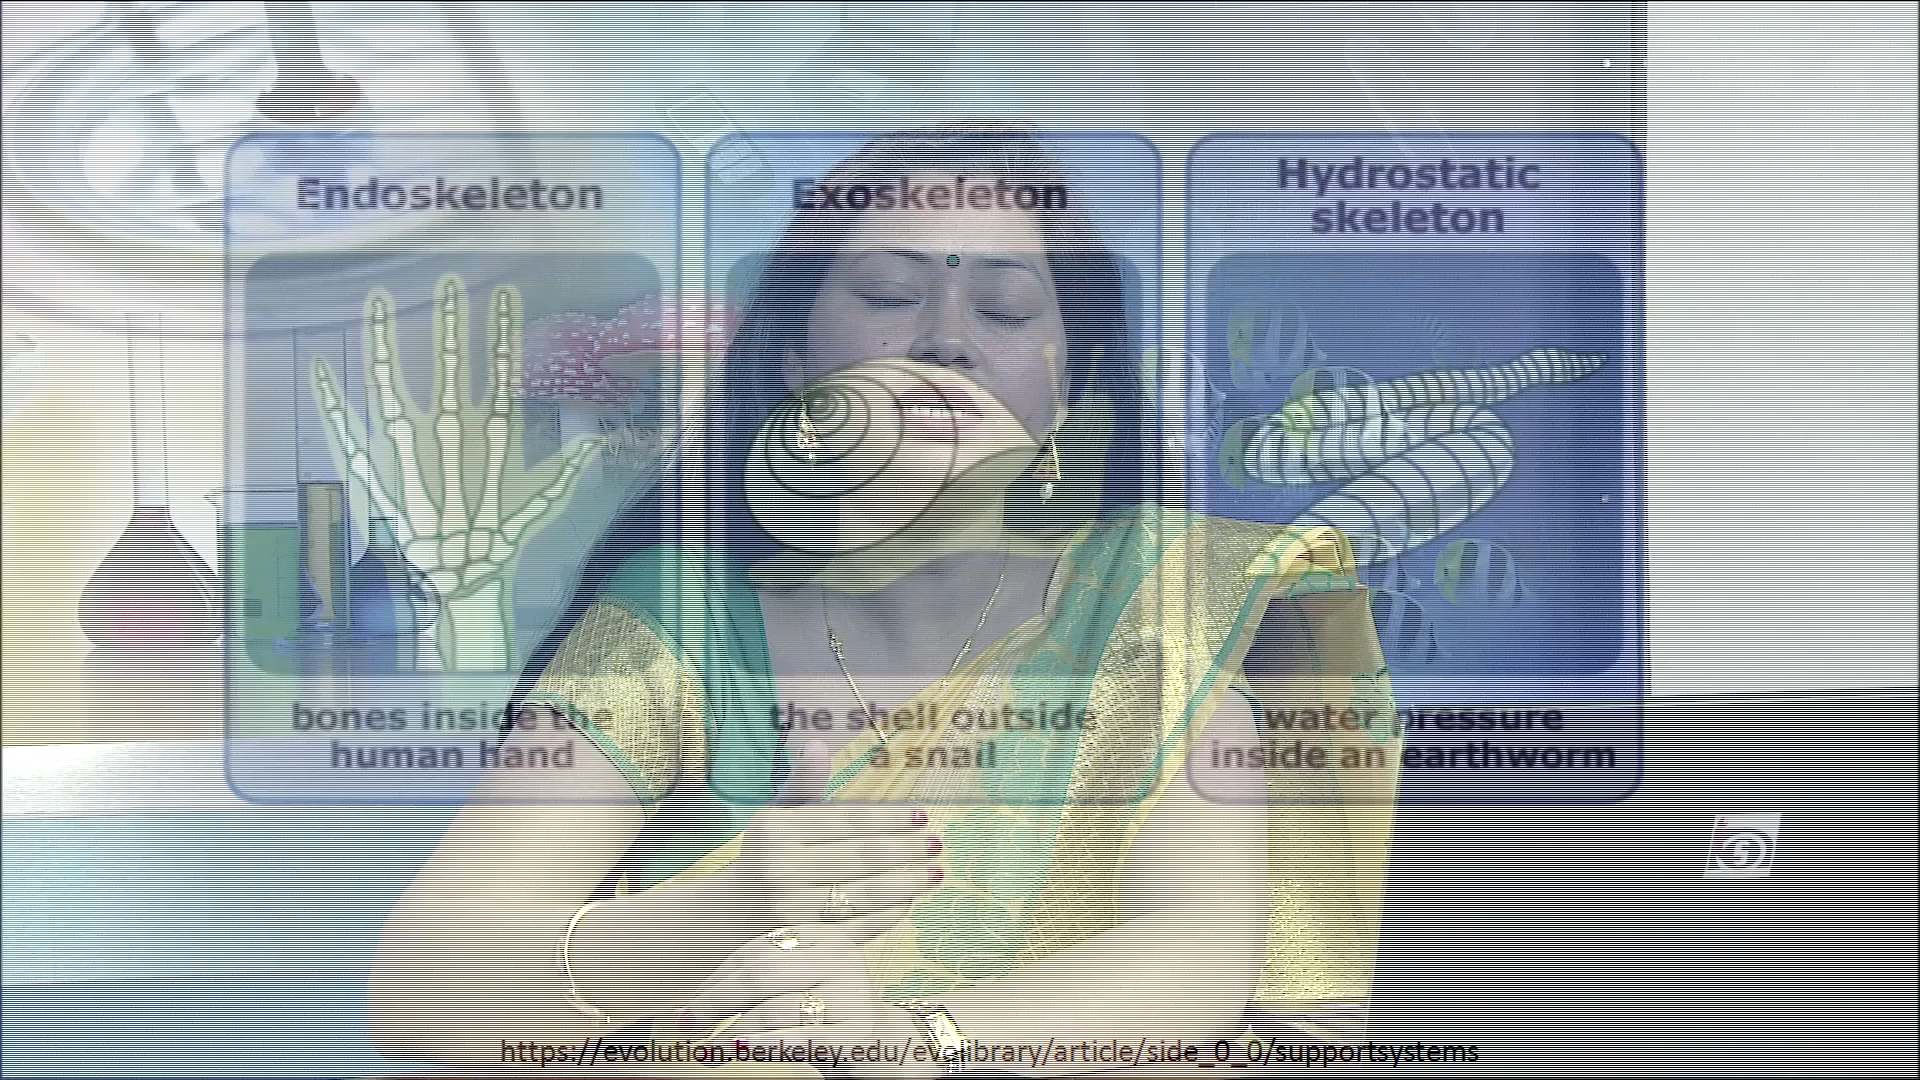 Endoskeleton
bones inside the
human hand
Exoskeleton
the shell outside
a snail
Hydrostatic
skeleton
water pressure
inside an earthworm
https://evolution.berkeley.edu/evolibrary/article/side_0_0/supportsystems